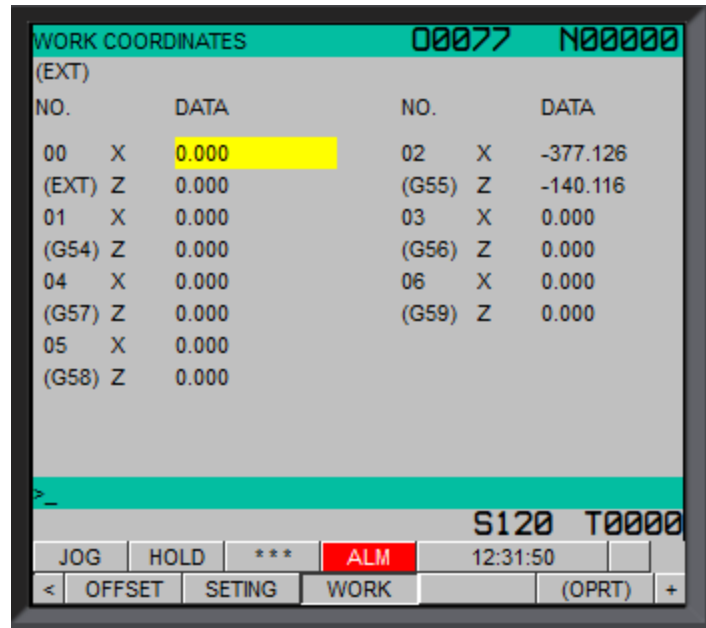 WORK COORDINATES O0077 N00000
(EXT)
NO. DATA NO. DATA
00 X 0.000 02 X -377.126
(EXT) Z 0.000 (G55) Z -140.116
01 X 0.000 03 X 0.000
(G54) Z 0.000 (G56) Z 0.000
04 X 0.000 06 X 0.000
(G57) Z 0.000 (G59) Z 0.000
05 X 0.000
(G58) Z 0.000
>_
S120 T0000
JOG HOLD *** ALM 12:31:50
< OFFSET SETING WORK (OPRT) +